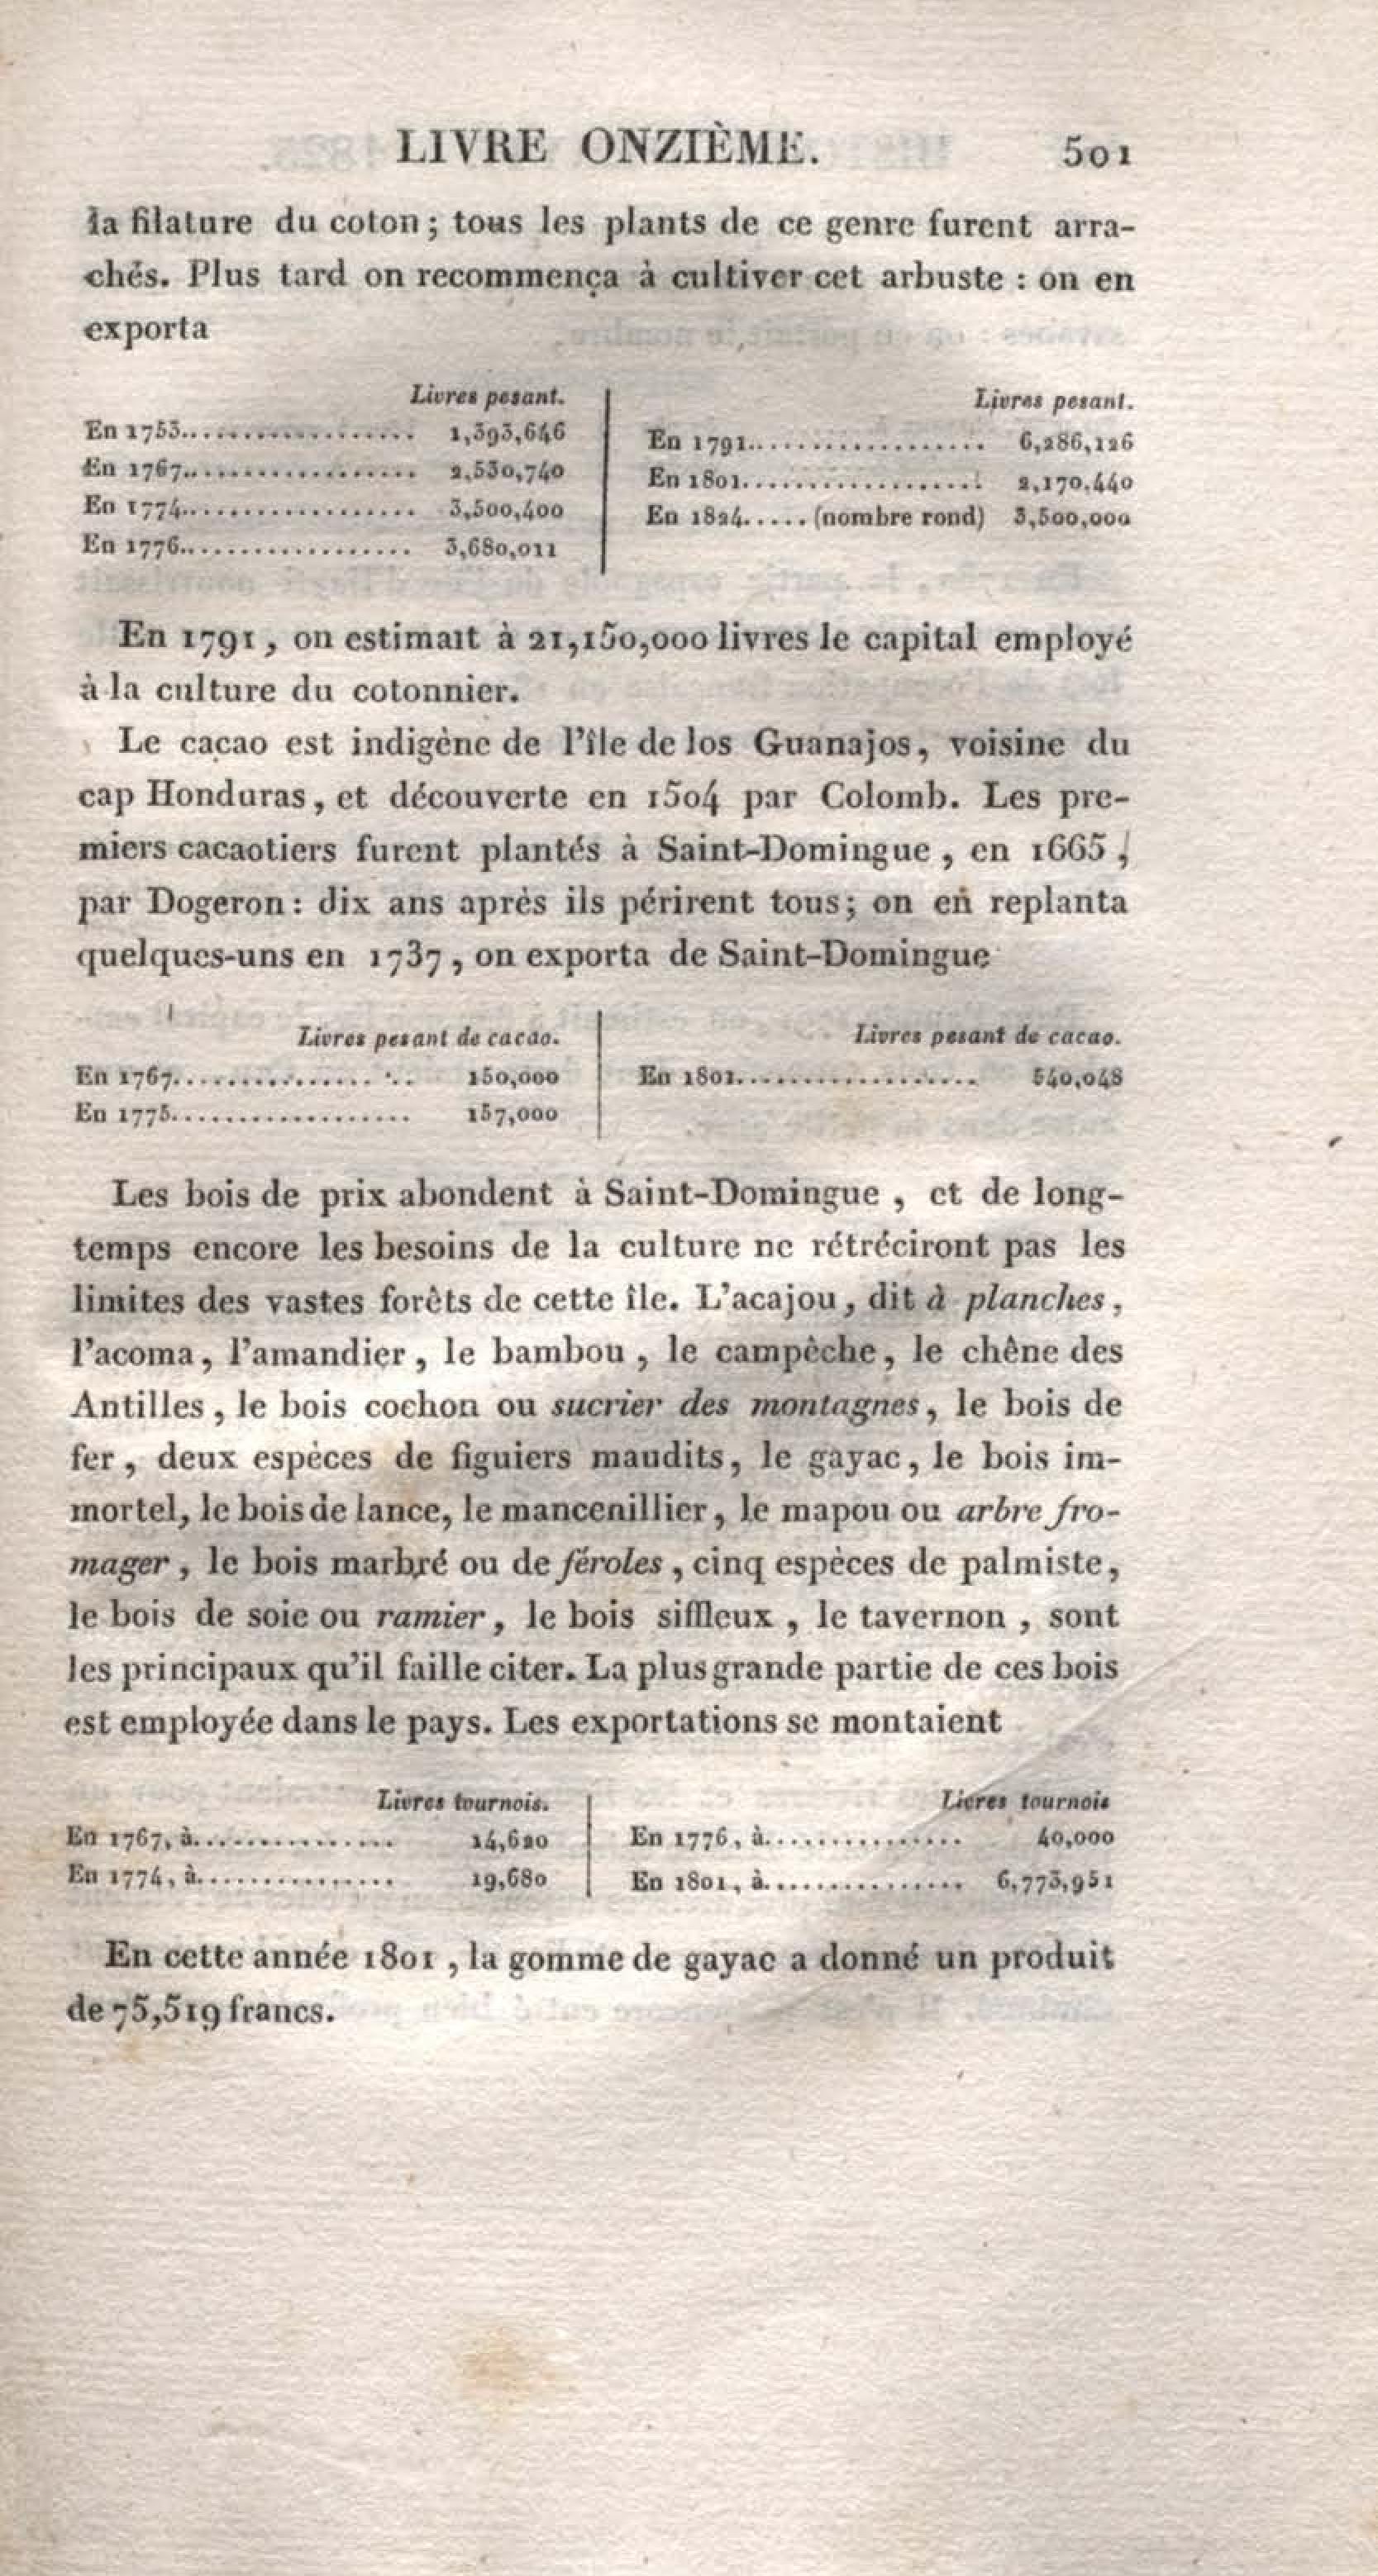 LIVRE ONZIÈME. 501
la filature du coton ; tous les plants de ce genre furent arra-
chés. Plus tard on recommença à cultiver cet arbuste : on en
exporta
Livres pesant.
En 1753.................. 1,393,646
En 1767.................. 2,530,740
En 1774.................. 3,500,400
En 1776.................. 3,680,011
Livres pesant.
En 1791.................. 6,286,126
En 1801.................. 2,170,440
En 1824..... (nombre rond) 3,500,000
En 1791, on estimait à 21,150,000 livres le capital employé
à la culture du cotonnier.
Le caçao est indigène de l'île de los Guanajos, voisine du
cap Honduras, et découverte en 1504 par Colomb. Les pre-
miers cacaotiers furent plantés à Saint-Domingue, en 1665,
par Dogeron : dix ans après ils périrent tous ; on en replanta
quelques-uns en 1737, on exporta de Saint-Domingue
Livres pesant de cacao.
En 1767.................. 150,000
En 1775.................. 157,000
Livres pesant de cacao.
En 1801.................. 540,048
Les bois de prix abondent à Saint-Domingue, et de long-
temps encore les besoins de la culture ne rétréciront pas les
limites des vastes forêts de cette île. L'acajou, dit à planches,
l'acoma, l'amandier, le bambou, le campêche, le chêne des
Antilles, le bois cochon ou sucrier des montagnes, le bois de
fer, deux espèces de figuiers maudits, le gayac, le bois im-
mortel, le bois de lance, le mancenillier, le mapou ou arbre fro-
mager, le bois marbré ou de féroles, cinq espèces de palmiste,
le bois de soie ou ramier, le bois siffleux, le tavernon, sont
les principaux qu'il faille citer. La plus grande partie de ces bois
est employée dans le pays. Les exportations se montaient
Livres tournois.
En 1767, à............... 14,620
En 1774, à............... 19,680
Livres tournois
En 1776, à............... 40,000
En 1801, à............... 6,773,951
En cette année 1801, la gomme de gayac a donné un produit
de 75,519 francs.